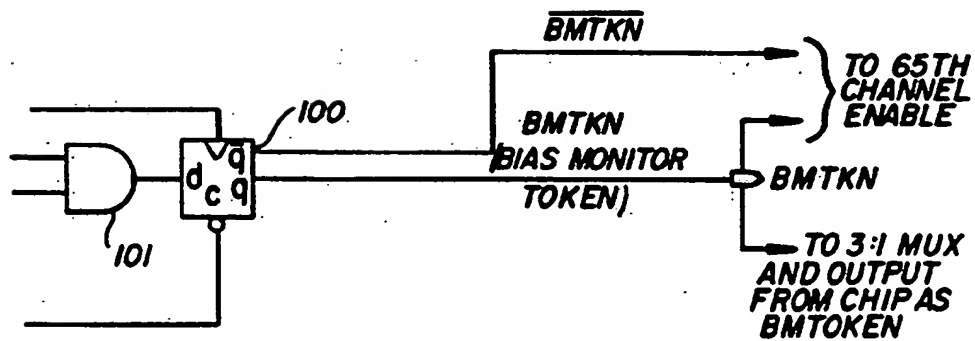 B̅M̅T̅K̅N̅
TO 65TH
CHANNEL
ENABLE
100
BMTKN
(BIAS MONITOR
TOKEN)
q̅
d
c
q
BMTKN
101
TO 3:1 MUX
AND OUTPUT
FROM CHIP AS
BMTOKEN